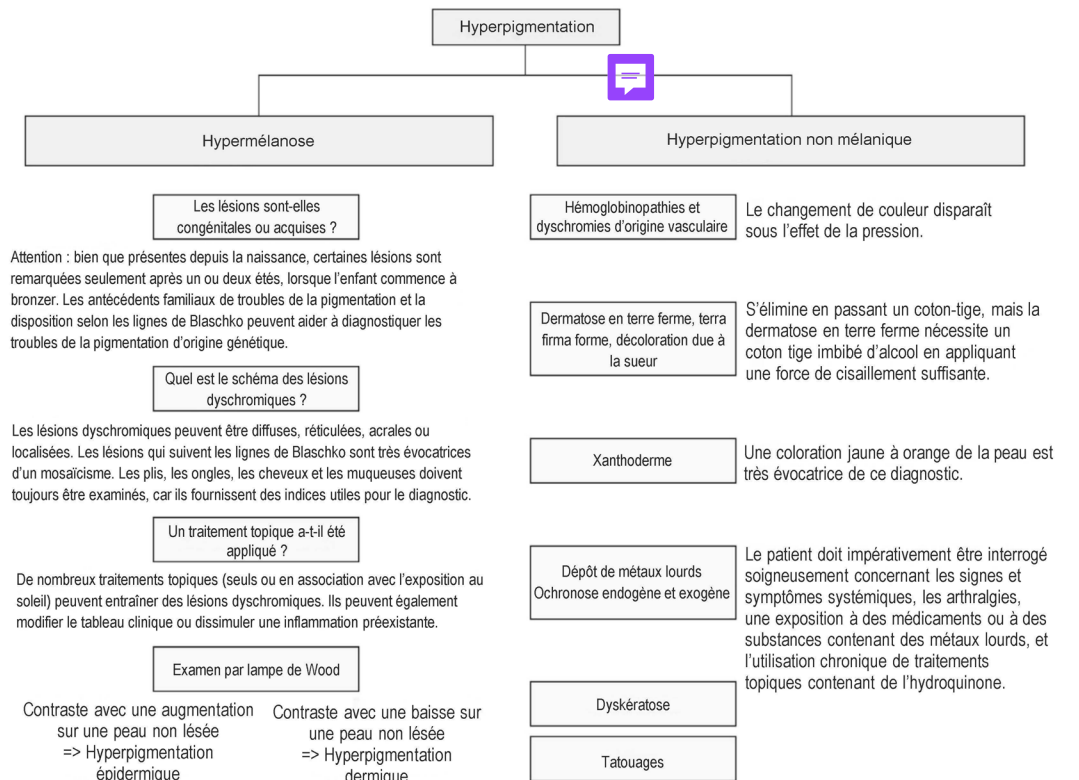 Hyperpigmentation
Hypermélanose
Les lésions sont-elles
congénitales ou acquises ?
Attention : bien que présentes depuis la naissance, certaines lésions sont
remarquées seulement après un ou deux étés, lorsque l'enfant commence à
bronzer. Les antécédents familiaux de troubles de la pigmentation et la
disposition selon les lignes de Blaschko peuvent aider à diagnostiquer les
troubles de la pigmentation d'origine génétique.
Quel est le schéma des lésions
dyschromiques ?
Les lésions dyschromiques peuvent être diffuses, réticulées, acrales ou
localisées. Les lésions qui suivent les lignes de Blaschko sont très évocatrices
d'un mosaïcisme. Les plis, les ongles, les cheveux et les muqueuses doivent
toujours être examinés, car ils fournissent des indices utiles pour le diagnostic.
Un traitement topique a-t-il été
appliqué ?
De nombreux traitements topiques (seuls ou en association avec l'exposition au
soleil) peuvent entraîner des lésions dyschromiques. Ils peuvent également
modifier le tableau clinique ou dissimuler une inflammation préexistante.
Examen par lampe de Wood
Contraste avec une augmentation
sur une peau non lésée
=> Hyperpigmentation
épidermique
Contraste avec une baisse sur
une peau non lésée
=> Hyperpigmentation
dermique
Hyperpigmentation non mélanique
Hémoglobinopathies et
dyschromies d'origine vasculaire
Le changement de couleur disparaît
sous l'effet de la pression.
Dermatose en terre ferme, terra
firma forme, décoloration due à
la sueur
S'élimine en passant un coton-tige, mais la
dermatose en terre ferme nécessite un
coton tige imbibé d'alcool en appliquant
une force de cisaillement suffisante.
Xanthoderme
Une coloration jaune à orange de la peau est
très évocatrice de ce diagnostic.
Dépôt de métaux lourds
Ochronose endogène et exogène
Le patient doit impérativement être interrogé
soigneusement concernant les signes et
symptômes systémiques, les arthralgies,
une exposition à des médicaments ou à des
substances contenant des métaux lourds, et
l'utilisation chronique de traitements
topiques contenant de l'hydroquinone.
Dyskératose
Tatouages